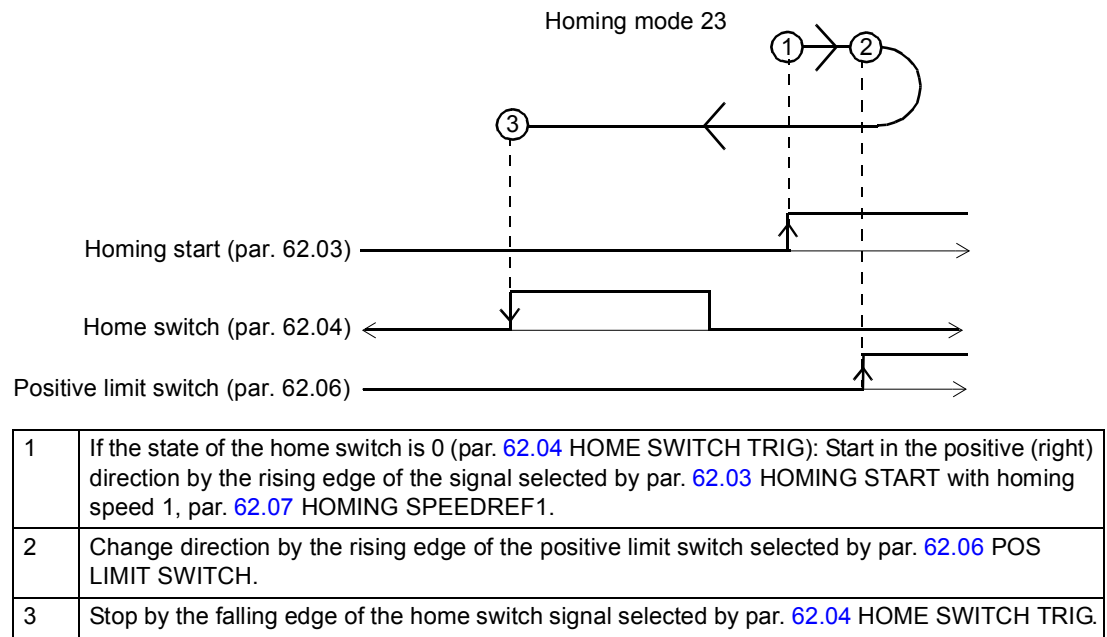 Homing mode 23
1
2
3
Homing start (par. 62.03)
Home switch (par. 62.04)
Positive limit switch (par. 62.06)
1 If the state of the home switch is 0 (par. 62.04 HOME SWITCH TRIG): Start in the positive (right)
direction by the rising edge of the signal selected by par. 62.03 HOMING START with homing
speed 1, par. 62.07 HOMING SPEEDREF1.
2 Change direction by the rising edge of the positive limit switch selected by par. 62.06 POS
LIMIT SWITCH.
3 Stop by the falling edge of the home switch signal selected by par. 62.04 HOME SWITCH TRIG.